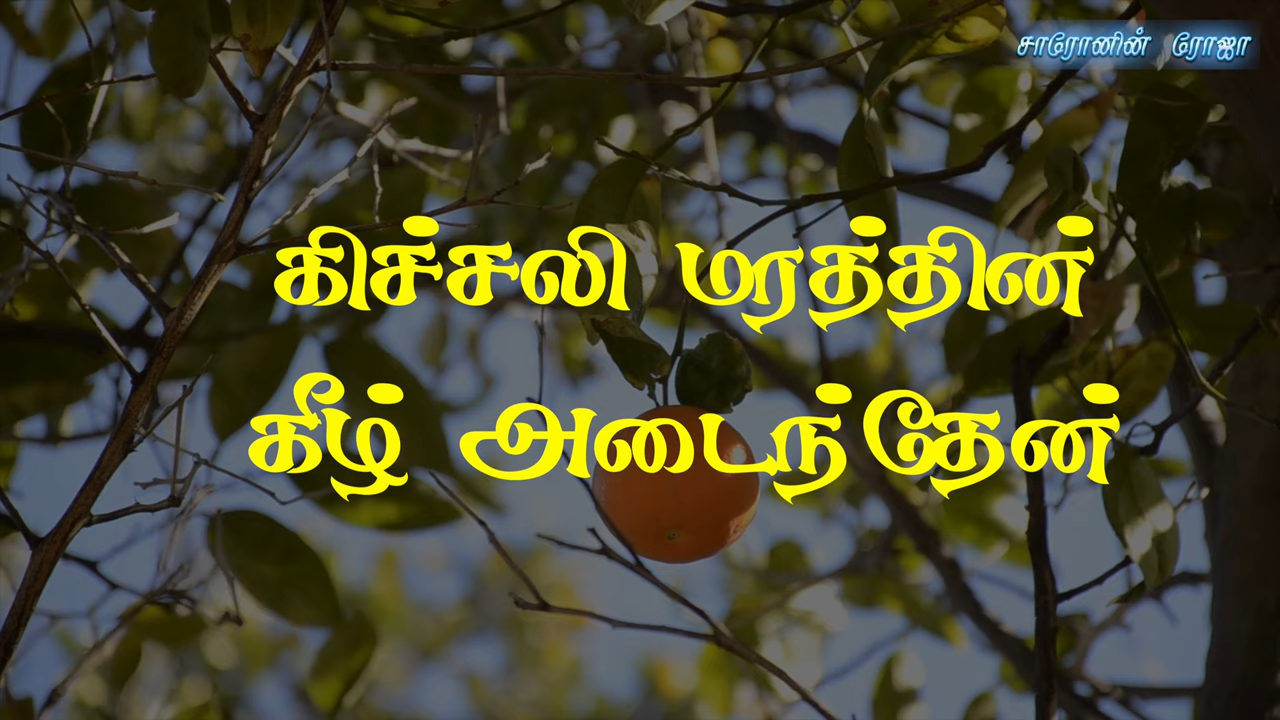 சாரோனின் ரோஜா
கிச்சலி மரத்தின்
கீழ் அடைந்தேன்